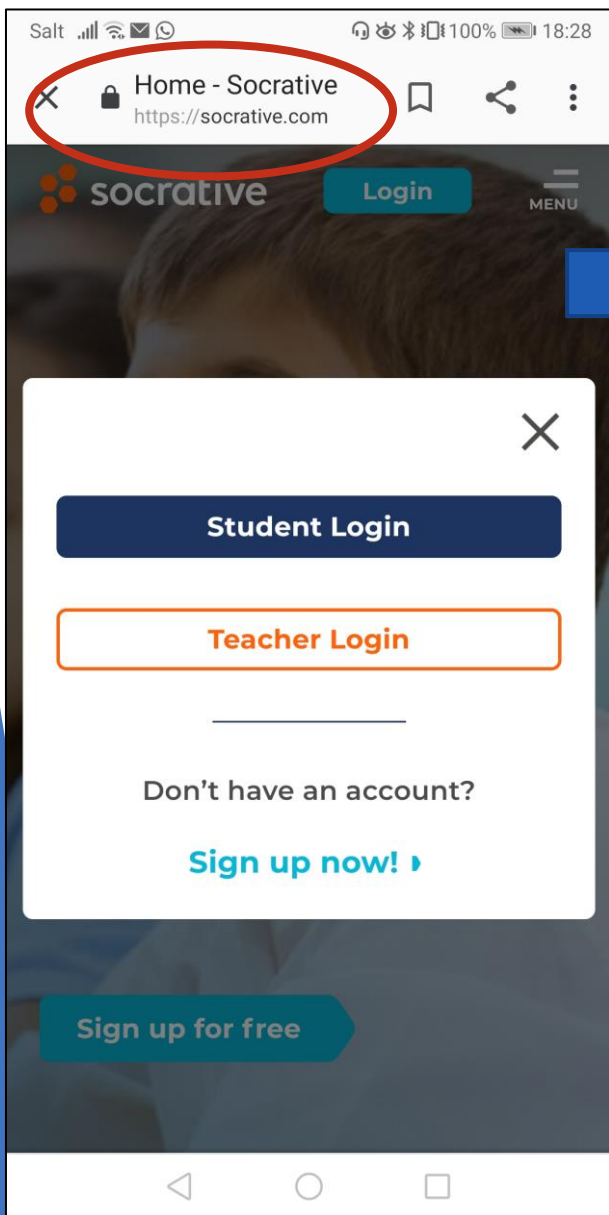 Salt 100% 18:28
Home - Socrative
https://socrative.com
socrative Login
MENU
Student Login
Teacher Login
Don’t have an account?
Sign up now!
Sign up for free